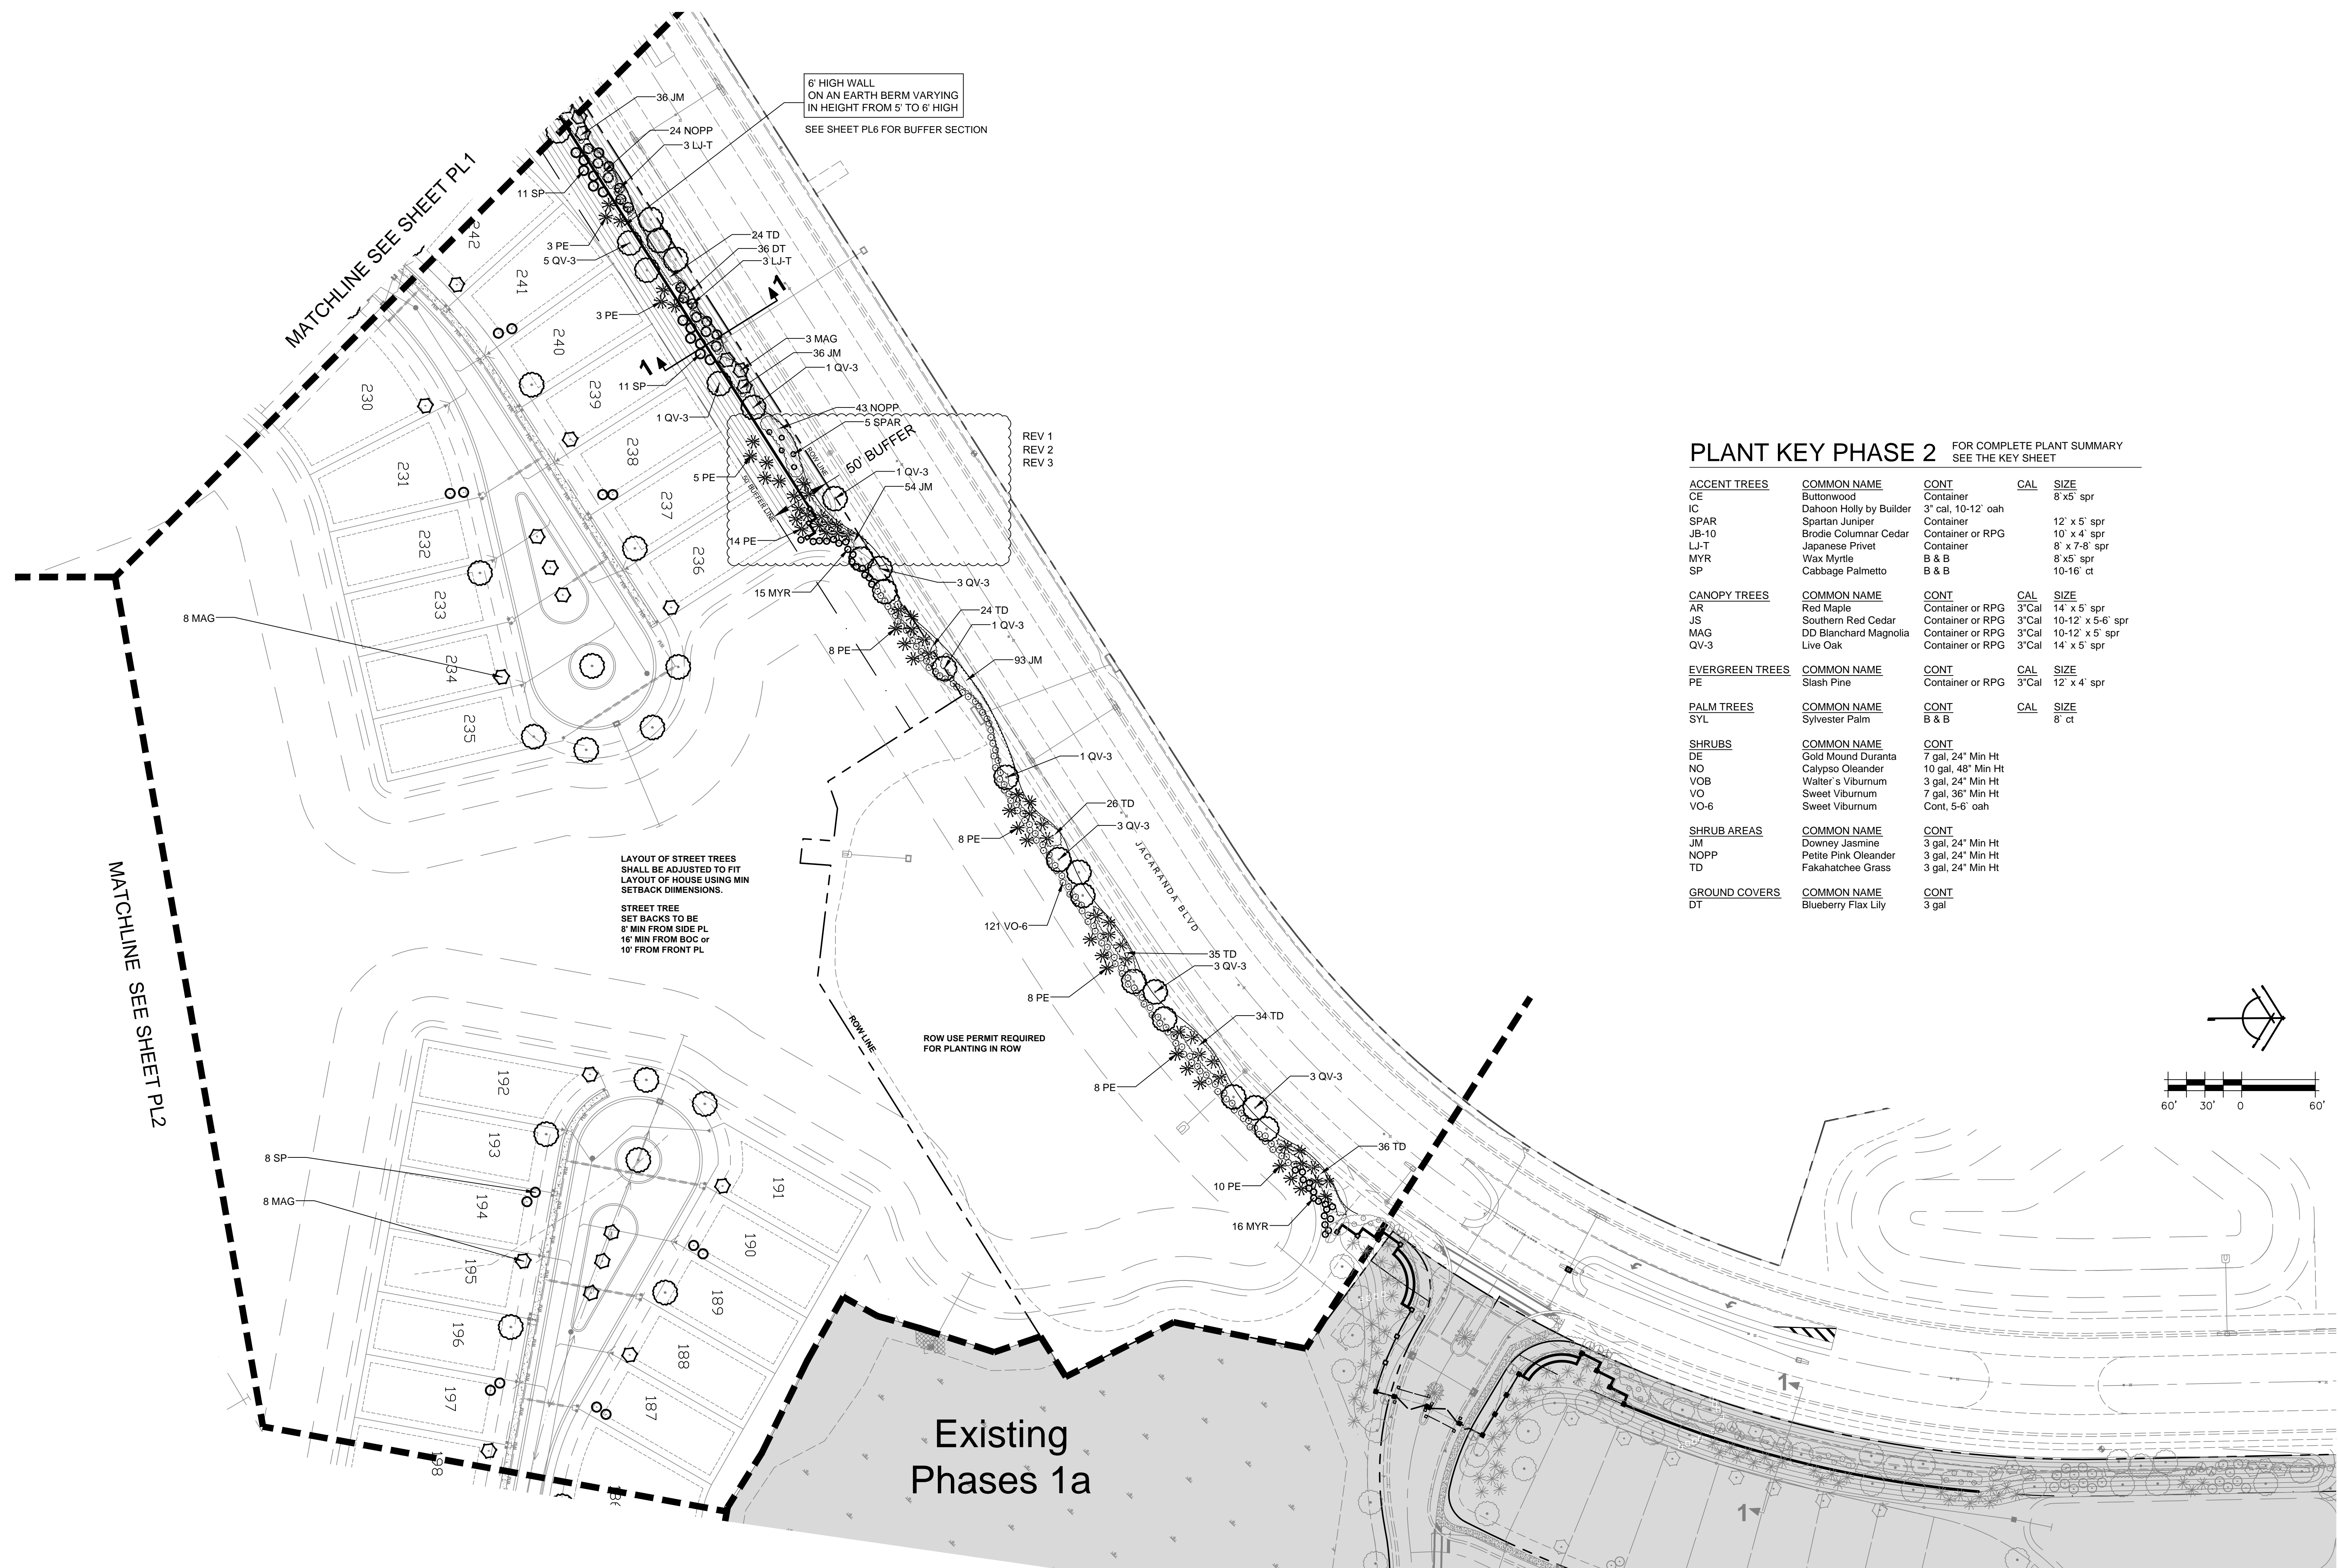 6' HIGH WALL
ON AN EARTH BERM VARYING
IN HEIGHT FROM 5' TO 6' HIGH
SEE SHEET PL6 FOR BUFFER SECTION
MATCHLINE SEE SHEET PL1
36 JM
24 NOPP
3 LJ-T
11 SP
3 PE
5 QV-3
24 TD
36 DT
3 LJ-T
3 PE
1
1
3 MAG
36 JM
1 QV-3
11 SP
1 QV-3
43 NOPP
5 SPAR
ROW LINE
50' BUFFER
REV 1
REV 2
REV 3
5 PE
50' BUFFER LINE
1 QV-3
54 JM
14 PE
15 MYR
3 QV-3
24 TD
1 QV-3
8 PE
93 JM
1 QV-3
26 TD
3 QV-3
8 PE
JACARANDA BLVD
121 VO-6
35 TD
3 QV-3
8 PE
34 TD
8 PE
3 QV-3
36 TD
10 PE
16 MYR
242
241
240
239
238
237
236
230
231
232
233
234
235
8 MAG
MATCHLINE SEE SHEET PL2
LAYOUT OF STREET TREES
SHALL BE ADJUSTED TO FIT
LAYOUT OF HOUSE USING MIN
SETBACK DIIMENSIONS.
STREET TREE
SET BACKS TO BE
8' MIN FROM SIDE PL
16' MIN FROM BOC or
10' FROM FRONT PL
ROW LINE
ROW USE PERMIT REQUIRED
FOR PLANTING IN ROW
192
193
194
195
196
197
198
191
190
189
188
187
8 SP
8 MAG
Existing
Phases 1a
1
1
PLANT KEY PHASE 2
FOR COMPLETE PLANT SUMMARY
SEE THE KEY SHEET
ACCENT TREES COMMON NAME CONT CAL SIZE
CE Buttonwood Container 8`x5` spr
IC Dahoon Holly by Builder 3" cal, 10-12` oah
SPAR Spartan Juniper Container 12` x 5` spr
JB-10 Brodie Columnar Cedar Container or RPG 10` x 4` spr
LJ-T Japanese Privet Container 8` x 7-8` spr
MYR Wax Myrtle B & B 8`x5` spr
SP Cabbage Palmetto B & B 10-16` ct
CANOPY TREES COMMON NAME CONT CAL SIZE
AR Red Maple Container or RPG 3"Cal 14` x 5` spr
JS Southern Red Cedar Container or RPG 3"Cal 10-12` x 5-6` spr
MAG DD Blanchard Magnolia Container or RPG 3"Cal 10-12` x 5` spr
QV-3 Live Oak Container or RPG 3"Cal 14` x 5` spr
EVERGREEN TREES COMMON NAME CONT CAL SIZE
PE Slash Pine Container or RPG 3"Cal 12` x 4` spr
PALM TREES COMMON NAME CONT CAL SIZE
SYL Sylvester Palm B & B 8` ct
SHRUBS COMMON NAME CONT
DE Gold Mound Duranta 7 gal, 24" Min Ht
NO Calypso Oleander 10 gal, 48" Min Ht
VOB Walter`s Viburnum 3 gal, 24" Min Ht
VO Sweet Viburnum 7 gal, 36" Min Ht
VO-6 Sweet Viburnum Cont, 5-6` oah
SHRUB AREAS COMMON NAME CONT
JM Downey Jasmine 3 gal, 24" Min Ht
NOPP Petite Pink Oleander 3 gal, 24" Min Ht
TD Fakahatchee Grass 3 gal, 24" Min Ht
GROUND COVERS COMMON NAME CONT
DT Blueberry Flax Lily 3 gal
60' 30' 0 60'